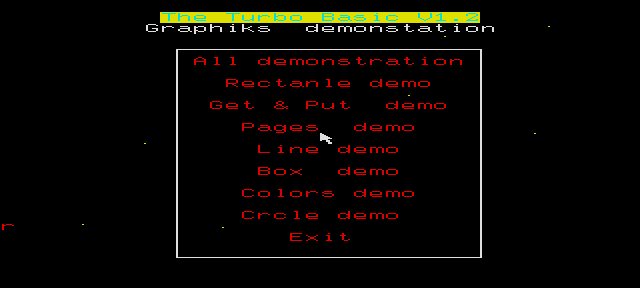 The Turbo Basic V1.2
Graphiks demonstation
All demonstration
Rectanle demo
Get & Put demo
Pages demo
Line demo
Box demo
Colors demo
Crcle demo
r
Exit